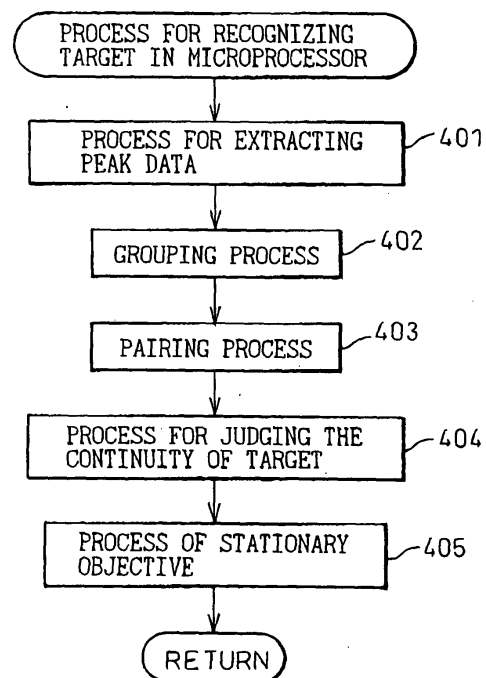 PROCESS FOR RECOGNIZING
TARGET IN MICROPROCESSOR
PROCESS FOR EXTRACTING
PEAK DATA
401
GROUPING PROCESS
402
PAIRING PROCESS
403
PROCESS FOR JUDGING THE
CONTINUITY OF TARGET
404
PROCESS OF STATIONARY
OBJECTIVE
405
RETURN